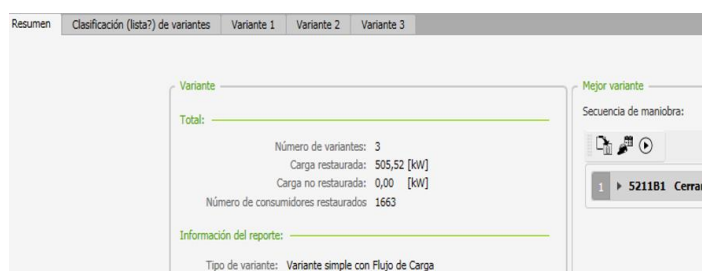 Resumen Clasificación (lista?) de variantes Variante 1 Variante 2 Variante 3
Variante
Total:
Número de variantes: 3
Carga restaurada: 505,52 [kW]
Carga no restaurada: 0,00 [kW]
Número de consumidores restaurados 1663
Información del reporte:
Tipo de variante: Variante simple con Flujo de Carga
Mejor variante
Secuencia de maniobra:
1 5211B1